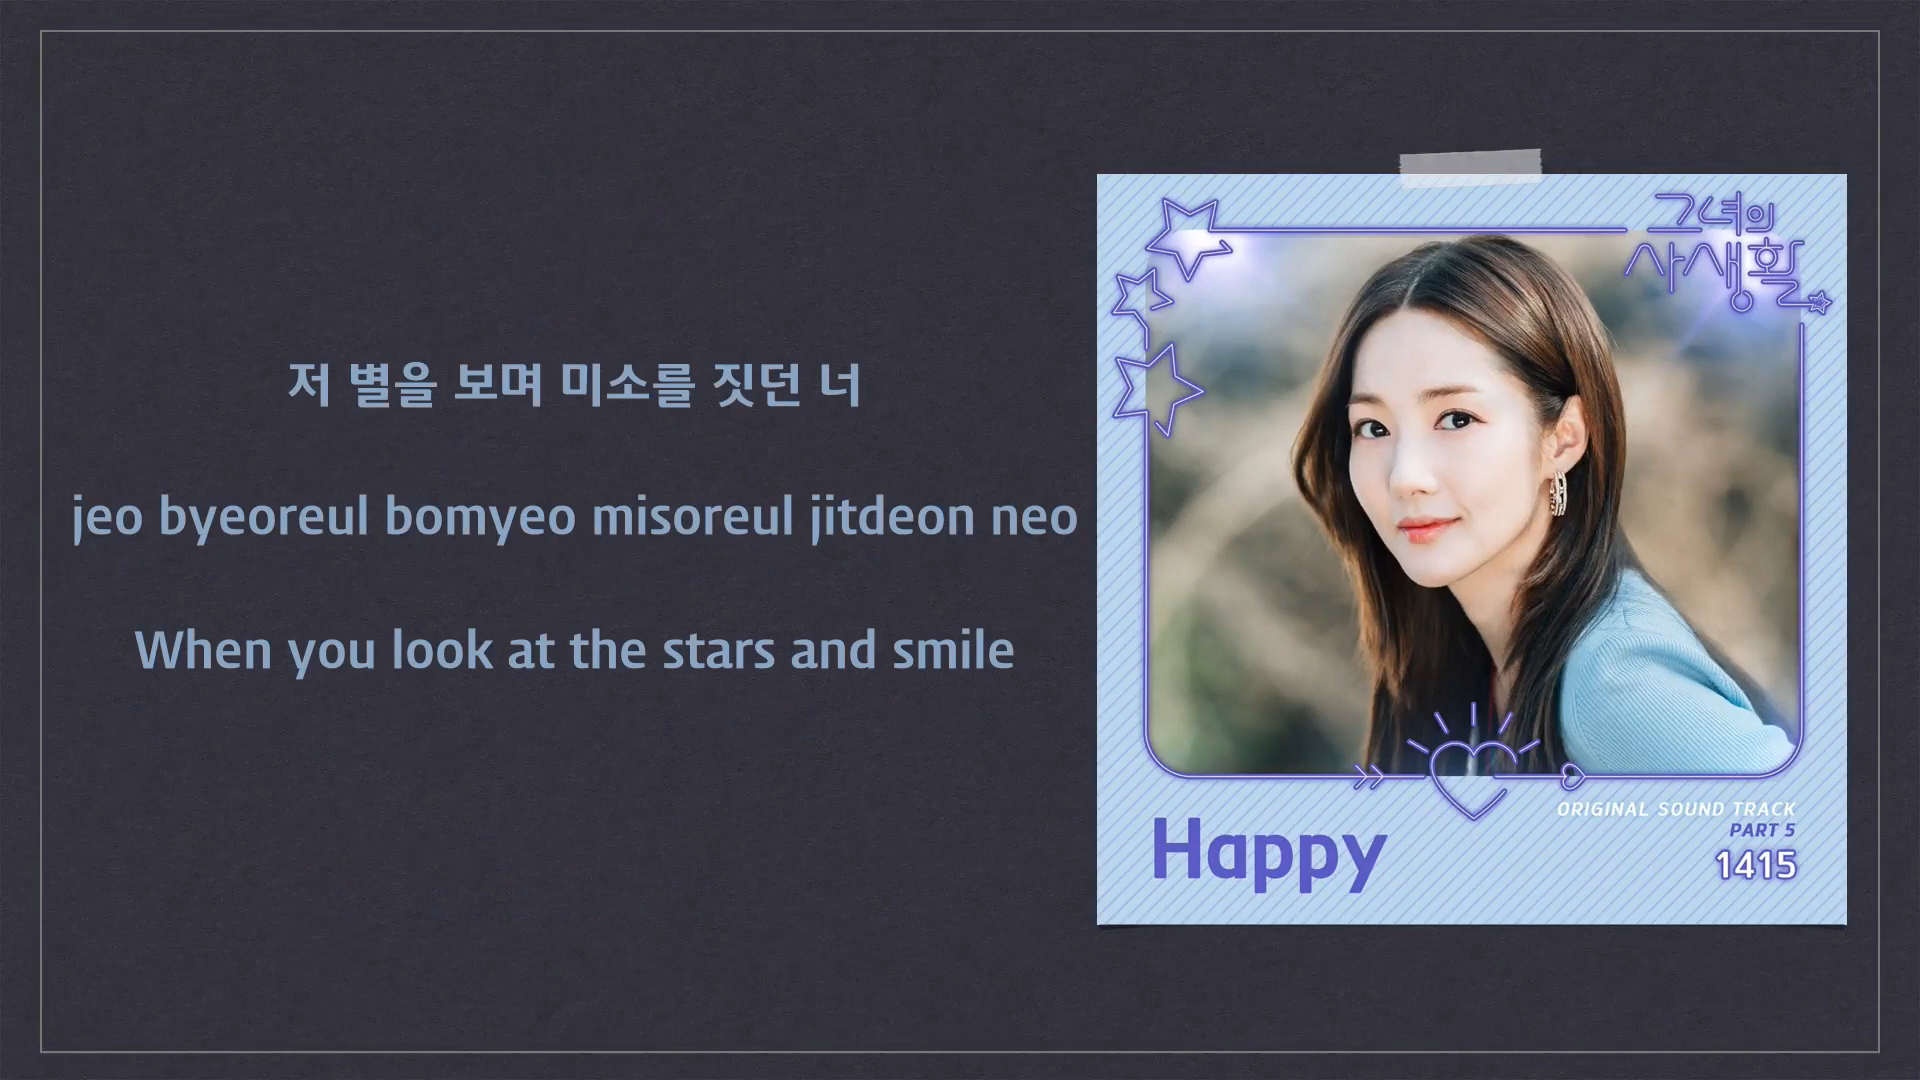 저 별을 보며 미소를 짓던 너
jeo byeoreul bomyeo misoreul jitdeon neo
When you look at the stars and smile
그녀의
사생활
ORIGINAL SOUND TRACK
PART 5
Happy
1415